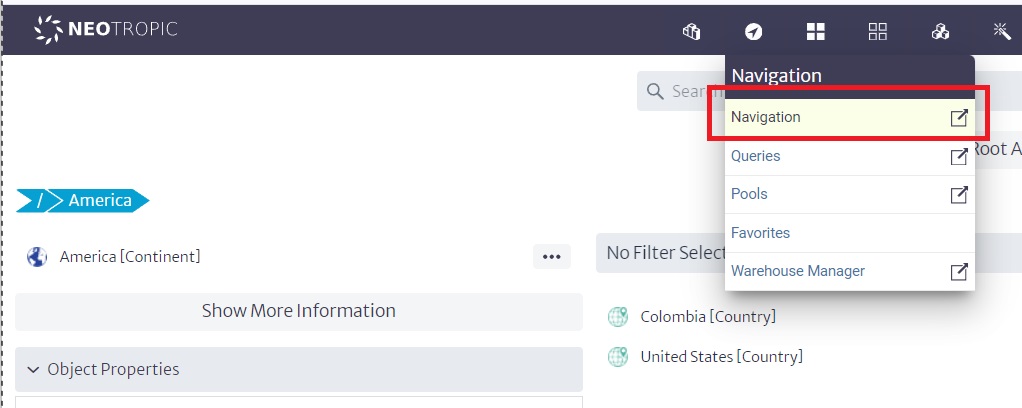 NEOTROPIC
Navigation
Search
Navigation
Root A
Queries
Pools
/ America
Favorites
America [Continent]
•••
No Filter Select
Warehouse Manager
Show More Information
Colombia [Country]
United States [Country]
Object Properties